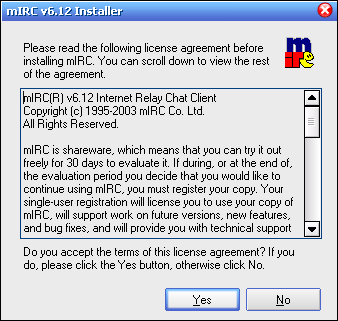 mIRC v6.12 Installer
Please read the following license agreement before
installing mIRC. You can scroll down to view the rest
of the agreement.
mIRC(R) v6.12 Internet Relay Chat Client
Copyright (c) 1995-2003 mIRC Co. Ltd.
All Rights Reserved.
mIRC is shareware, which means that you can try it out
freely for 30 days to evaluate it. If during, or at the end of,
the evaluation period you decide that you would like to
continue using mIRC, you must register your copy. Your
single-user registration will license you to use your copy of
mIRC, will support work on future versions, new features,
and bug fixes, and will provide you with technical support
Do you accept the terms of this license agreement? If you
do, please click the Yes button, otherwise click No.
Yes
No